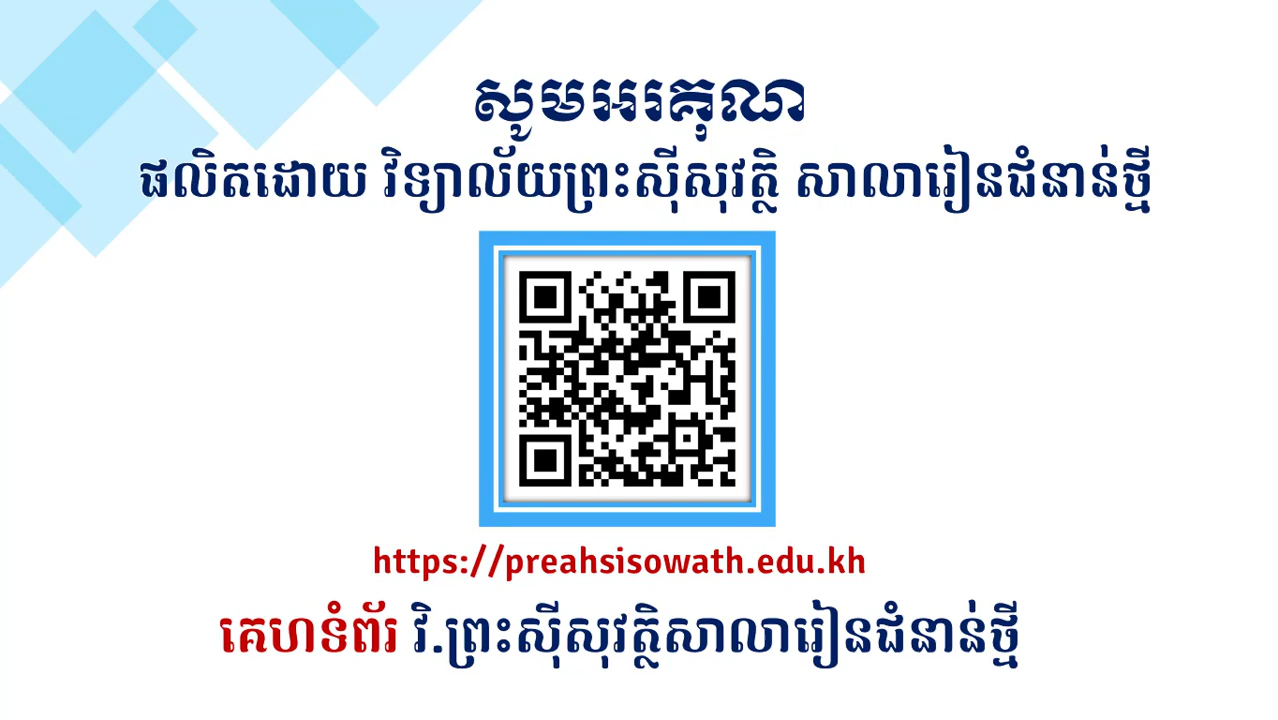 សូមអរគុណ
ផលិតដោយ វិទ្យាល័យព្រះស៊ីសុវត្ថិ សាលារៀនជំនាន់ថ្មី
https://preahsisowath.edu.kh
គេហទំព័រ វិ.ព្រះស៊ីសុវត្ថិសាលារៀនជំនាន់ថ្មី